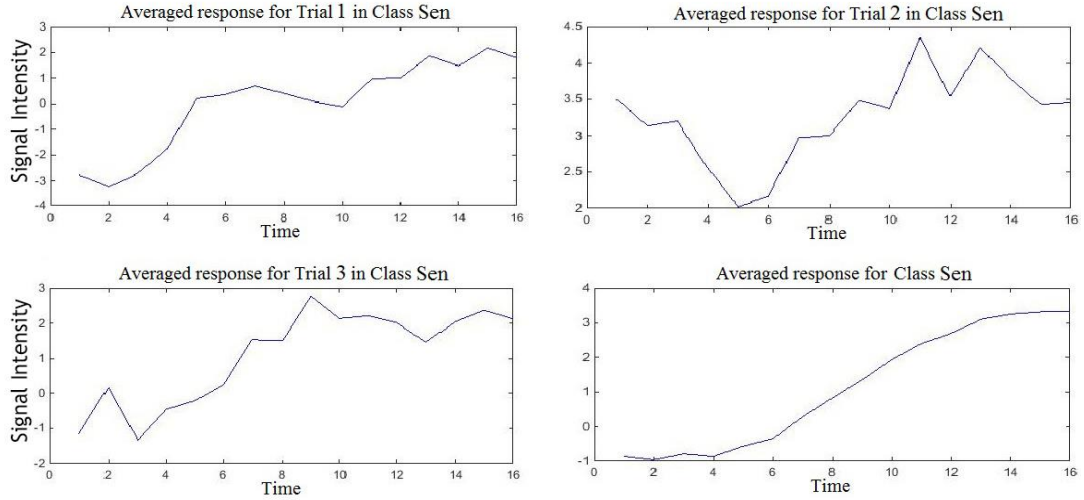 Averaged response for Trial 1 in Class Sen
Signal Intensity
3
2
1
0
-1
-2
-3
-4
0 2 4 6 8 10 12 14 16
Time
Averaged response for Trial 2 in Class Sen
4.5
4
3.5
3
2.5
2
0 2 4 6 8 10 12 14 16
Time
Averaged response for Trial 3 in Class Sen
Signal Intensity
3
2
1
0
-1
-2
0 2 4 6 8 10 12 14 16
Time
Averaged response for Class Sen
4
3
2
1
0
-1
0 2 4 6 8 10 12 14 16
Time